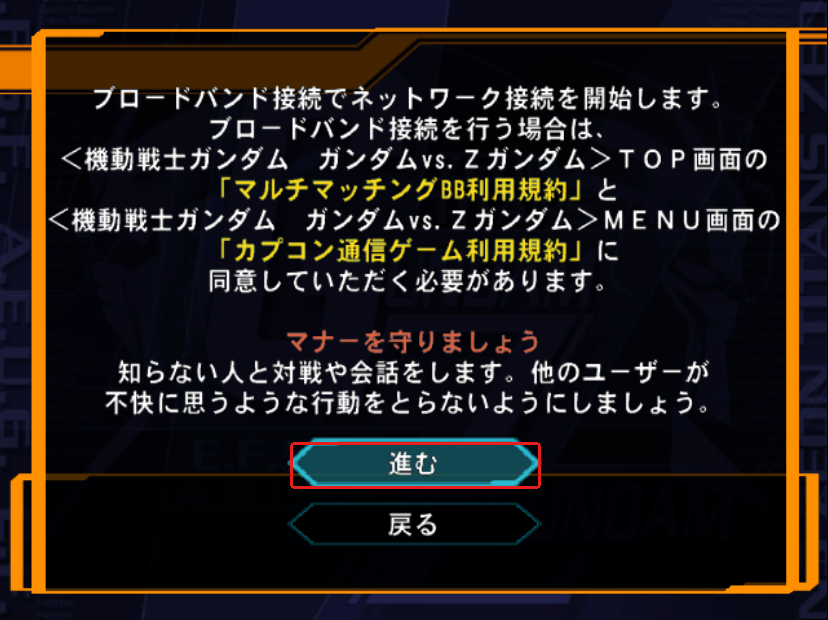 ブロードバンド接続でネットワーク接続を開始します。
ブロードバンド接続を行う場合は、
＜機動戦士ガンダム　ガンダムvs.Ｚガンダム＞ＴＯＰ画面の
「マルチマッチングBB利用規約」と
＜機動戦士ガンダム　ガンダムvs.Ｚガンダム＞ＭＥＮＵ画面の
「カプコン通信ゲーム利用規約」に
同意していただく必要があります。
マナーを守りましょう
知らない人と対戦や会話をします。他のユーザーが
不快に思うような行動をとらないようにしましょう。
進む
戻る